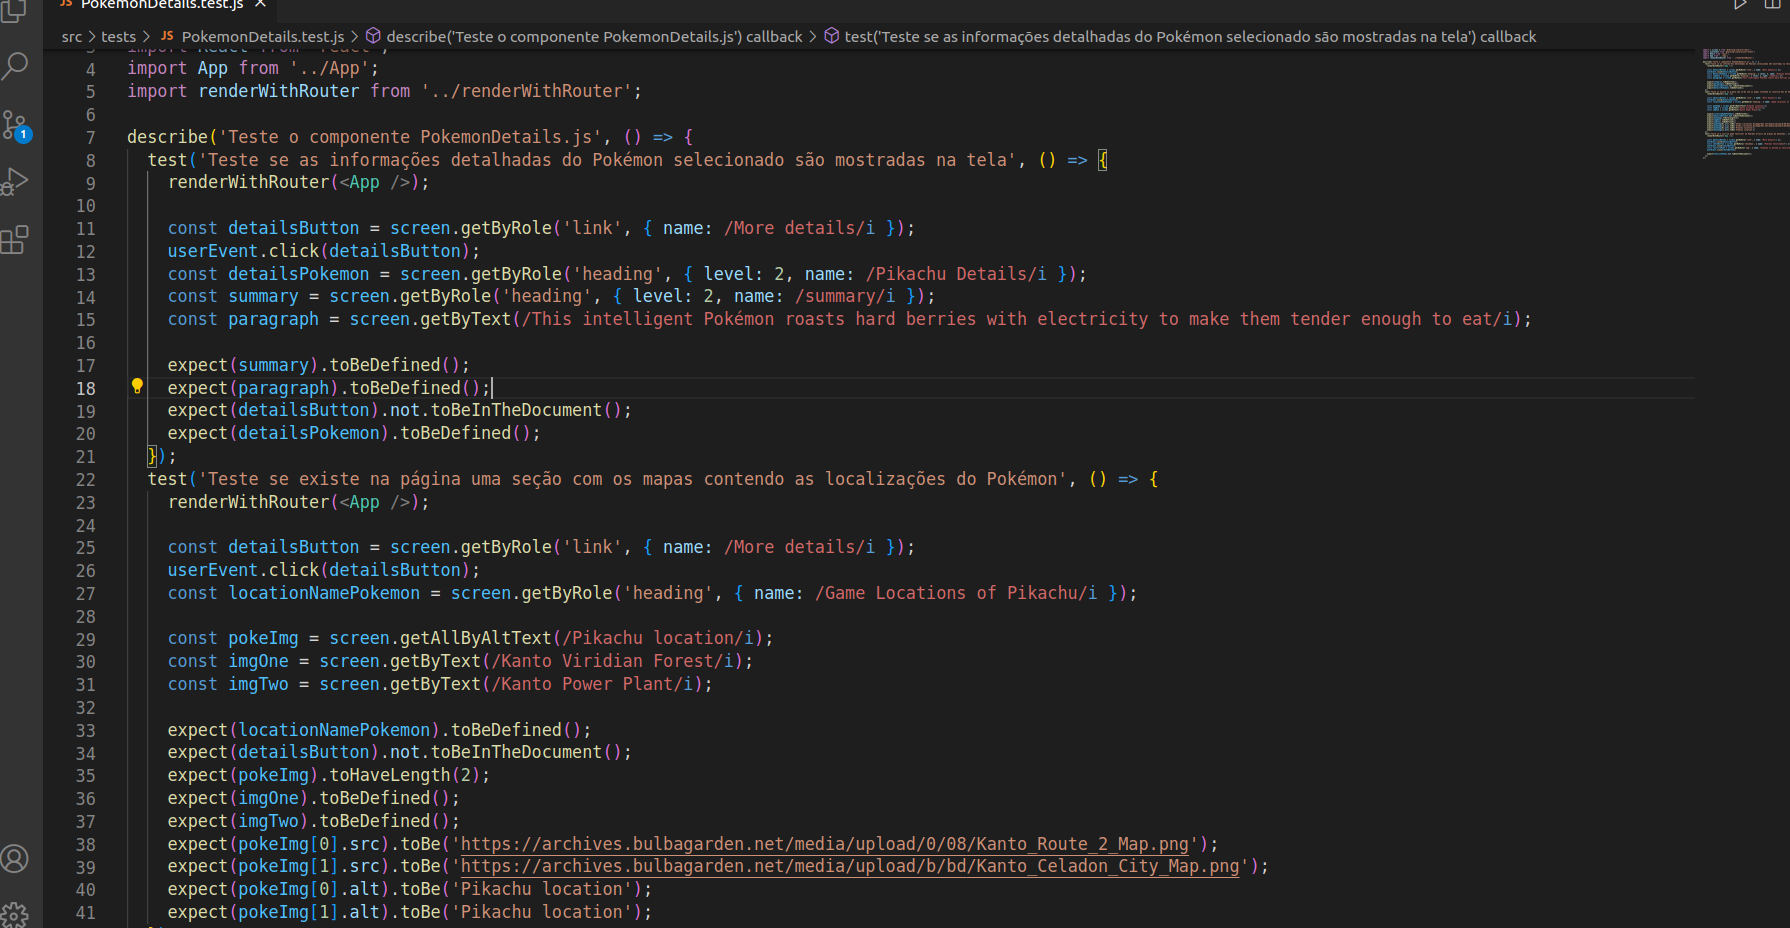 JS PokemonDetails.test.js ×
src > tests > JS PokemonDetails.test.js > describe('Teste o componente PokemonDetails.js') callback > test('Teste se as informações detalhadas do Pokémon selecionado são mostradas na tela') callback
3 import React from 'react';
4 import App from '../App';
5 import renderWithRouter from '../renderWithRouter';
6
7 describe('Teste o componente PokemonDetails.js', () => {
8 test('Teste se as informações detalhadas do Pokémon selecionado são mostradas na tela', () => {
9 renderWithRouter(<App />);
10
11 const detailsButton = screen.getByRole('link', { name: /More details/i });
12 userEvent.click(detailsButton);
13 const detailsPokemon = screen.getByRole('heading', { level: 2, name: /Pikachu Details/i });
14 const summary = screen.getByRole('heading', { level: 2, name: /summary/i });
15 const paragraph = screen.getByText(/This intelligent Pokémon roasts hard berries with electricity to make them tender enough to eat/i);
16
17 expect(summary).toBeDefined();
18 expect(paragraph).toBeDefined();
19 expect(detailsButton).not.toBeInTheDocument();
20 expect(detailsPokemon).toBeDefined();
21 });
22 test('Teste se existe na página uma seção com os mapas contendo as localizações do Pokémon', () => {
23 renderWithRouter(<App />);
24
25 const detailsButton = screen.getByRole('link', { name: /More details/i });
26 userEvent.click(detailsButton);
27 const locationNamePokemon = screen.getByRole('heading', { name: /Game Locations of Pikachu/i });
28
29 const pokeImg = screen.getAllByAltText(/Pikachu location/i);
30 const imgOne = screen.getByText(/Kanto Viridian Forest/i);
31 const imgTwo = screen.getByText(/Kanto Power Plant/i);
32
33 expect(locationNamePokemon).toBeDefined();
34 expect(detailsButton).not.toBeInTheDocument();
35 expect(pokeImg).toHaveLength(2);
36 expect(imgOne).toBeDefined();
37 expect(imgTwo).toBeDefined();
38 expect(pokeImg[0].src).toBe('https://archives.bulbagarden.net/media/upload/0/08/Kanto_Route_2_Map.png');
39 expect(pokeImg[1].src).toBe('https://archives.bulbagarden.net/media/upload/b/bd/Kanto_Celadon_City_Map.png');
40 expect(pokeImg[0].alt).toBe('Pikachu location');
41 expect(pokeImg[1].alt).toBe('Pikachu location');
1